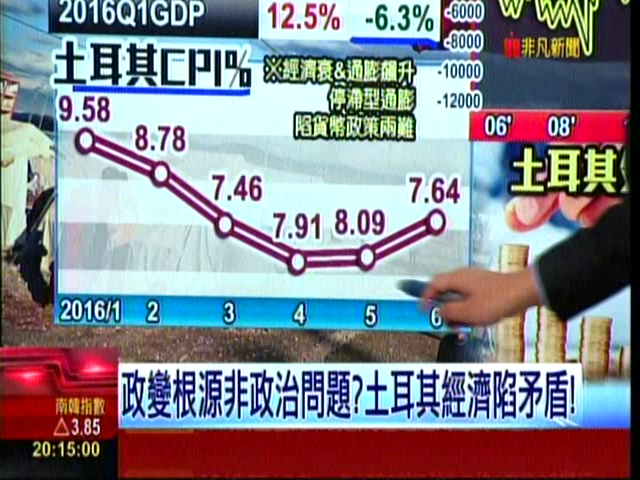 2016Q1GDP 12.5% -6.3%
-6000
-8000
-10000
-12000
非凡新聞
土耳其CPI%
※經濟衰&通膨飆升
停滯型通膨
陷貨幣政策兩難
9.58 8.78 7.46 7.91 8.09 7.64
2016/1 2 3 4 5 6
06' 08'
土耳其
政變根源非政治問題?土耳其經濟陷矛盾!
南韓指數
△3.85
20:15:00